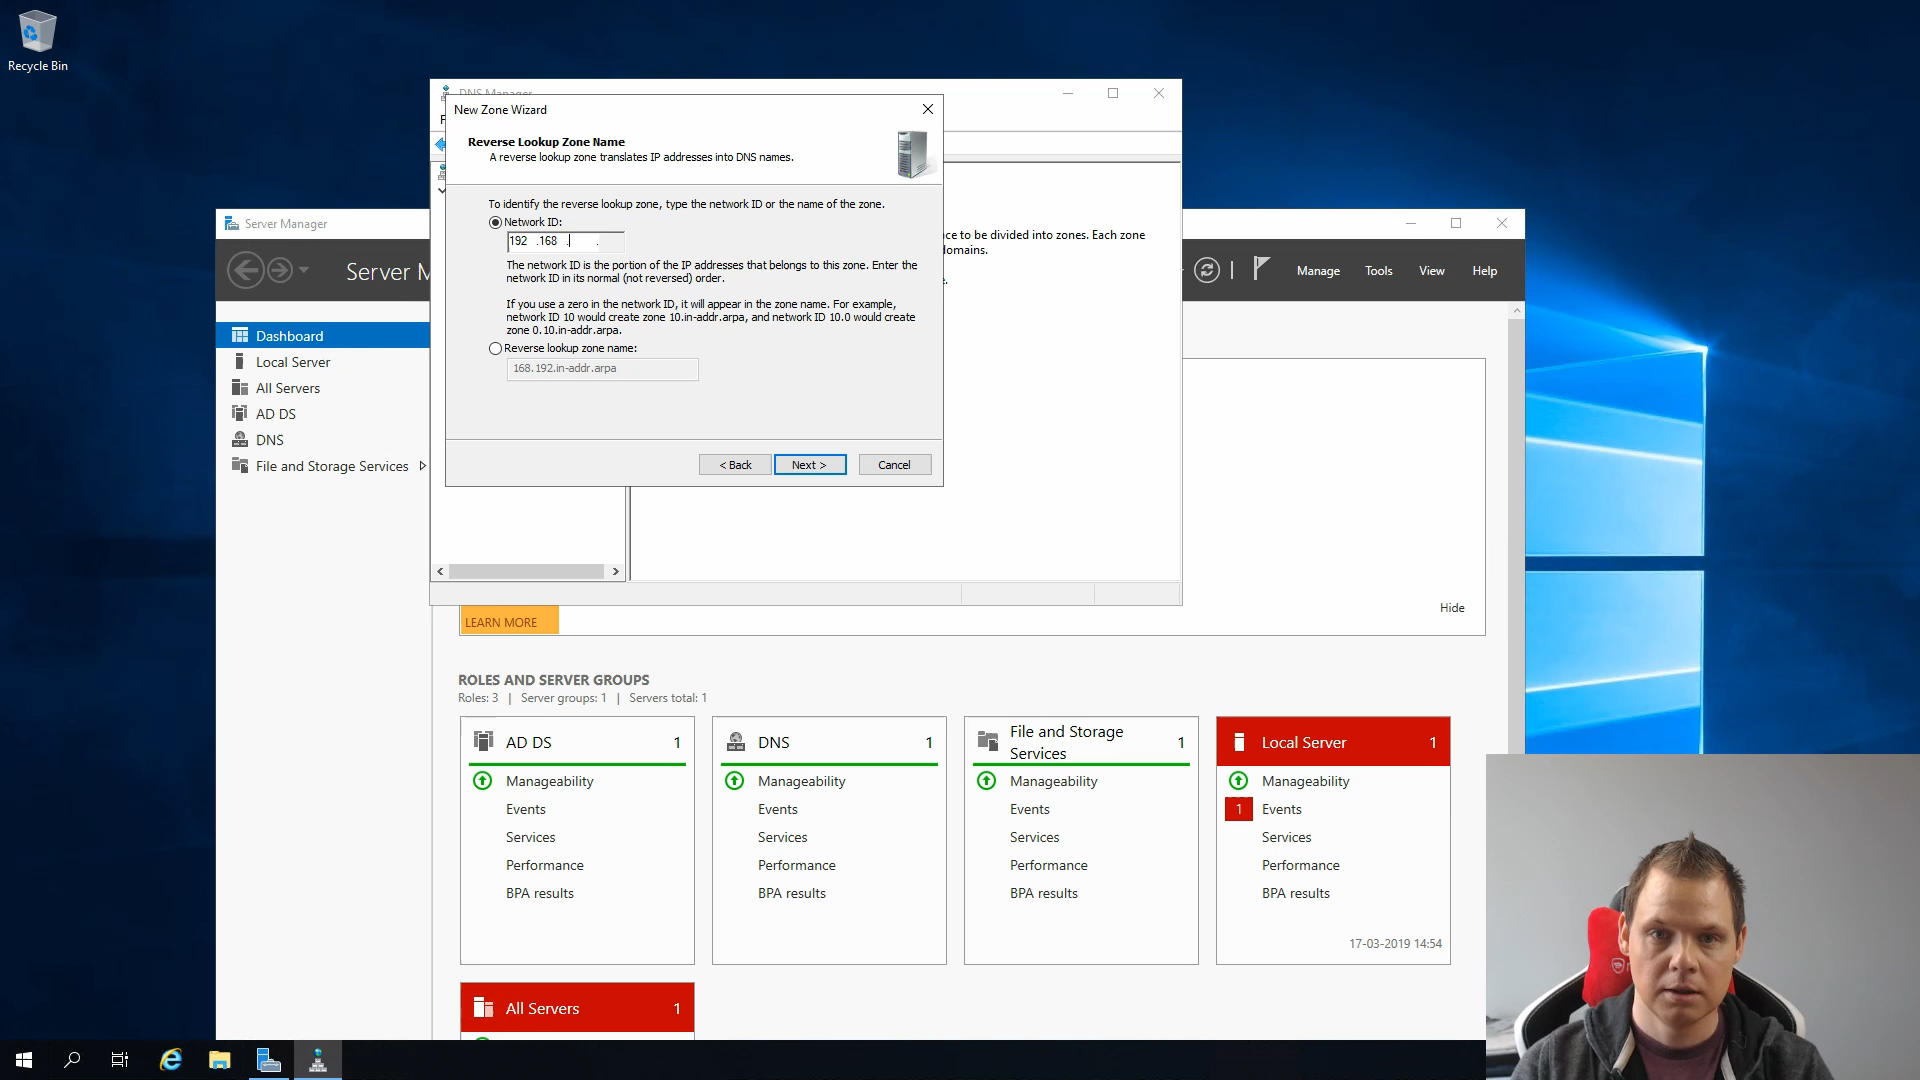 Recycle Bin
DNS Manager
New Zone Wizard
Reverse Lookup Zone Name
A reverse lookup zone translates IP addresses into DNS names.
To identify the reverse lookup zone, type the network ID or the name of the zone.
Network ID:
192 .168 . .
The network ID is the portion of the IP addresses that belongs to this zone. Enter the
network ID in its normal (not reversed) order.
If you use a zero in the network ID, it will appear in the zone name. For example,
network ID 10 would create zone 10.in-addr.arpa, and network ID 10.0 would create
zone 0.10.in-addr.arpa.
Reverse lookup zone name:
168.192.in-addr.arpa
< Back
Next >
Cancel
ce to be divided into zones. Each zone
Server Manager
Server M
Manage
Tools
View
Help
Dashboard
Local Server
All Servers
AD DS
DNS
File and Storage Services
LEARN MORE
Hide
ROLES AND SERVER GROUPS
Roles: 3 | Server groups: 1 | Servers total: 1
AD DS 1
Manageability
Events
Services
Performance
BPA results
DNS 1
Manageability
Events
Services
Performance
BPA results
File and Storage
Services 1
Manageability
Events
Services
Performance
BPA results
Local Server 1
Manageability
1 Events
Services
Performance
BPA results
17-03-2019 14:54
All Servers 1